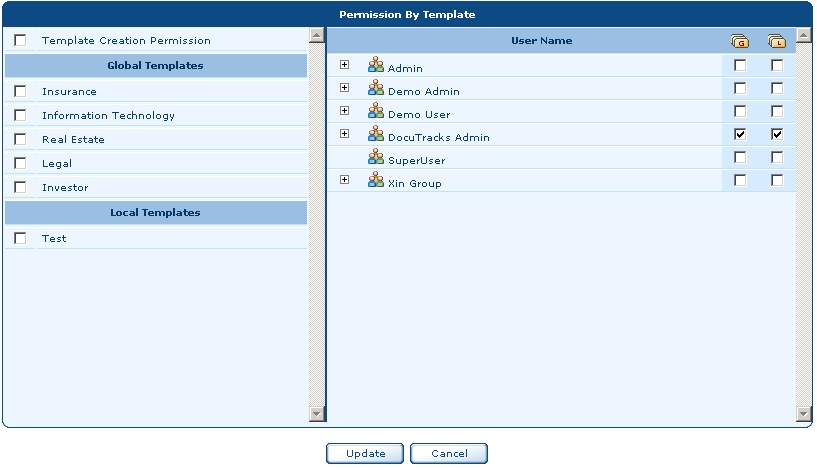 Permission By Template
Template Creation Permission
Global Templates
Insurance
Information Technology
Real Estate
Legal
Investor
Local Templates
Test
User Name G L
Admin
Demo Admin
Demo User
DocuTracks Admin
SuperUser
Xin Group
Update Cancel